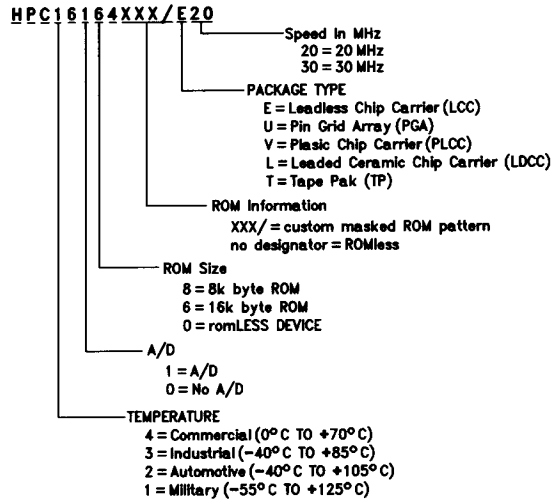 HPC16164XXX/E20
Speed In MHz
20 = 20 MHz
30 = 30 MHz
PACKAGE TYPE
E = Leadless Chip Carrier (LCC)
U = Pin Grid Array (PGA)
V = Plasic Chip Carrier (PLCC)
L = Leaded Ceramic Chip Carrier (LDCC)
T = Tape Pak (TP)
ROM Information
XXX/ = custom masked ROM pattern
no designator = ROMless
ROM Size
8 = 8k byte ROM
6 = 16k byte ROM
0 = romLESS DEVICE
A/D
1 = A/D
0 = No A/D
TEMPERATURE
4 = Commercial (0° C TO +70° C)
3 = Industrial (−40° C TO +85° C)
2 = Automotive (−40° C TO +105° C)
1 = Military (−55° C TO +125° C)